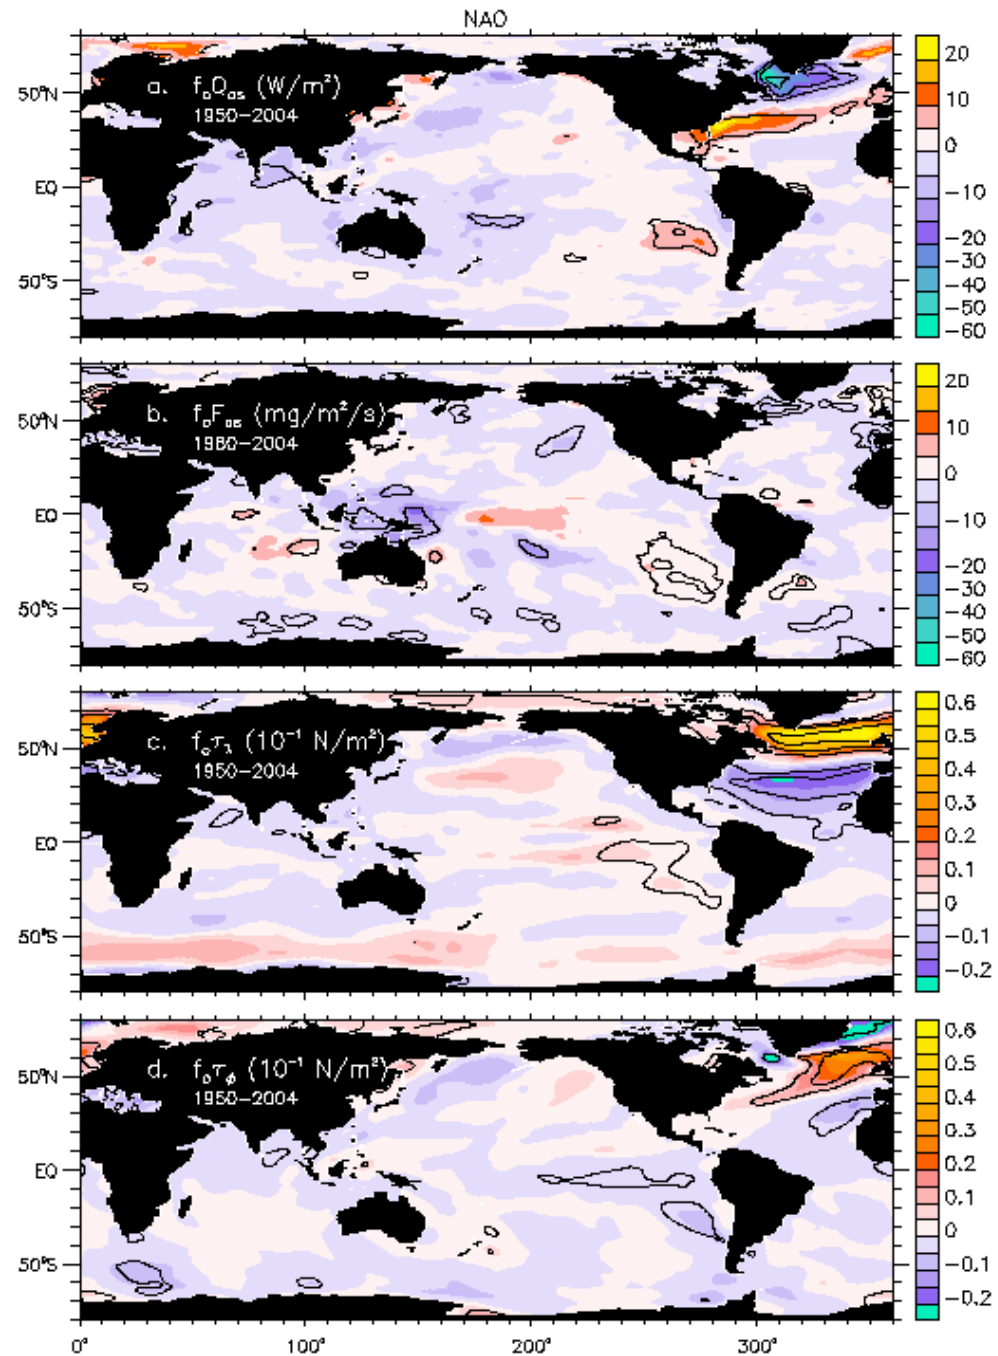 NAO
a. f₀Qₐₛ (W/m²)
1950–2004
50°N
EQ
50°S
20
10
0
−10
−20
−30
−40
−50
−60
b. f₀Fₐₛ (mg/m²/s)
1980–2004
50°N
EQ
50°S
20
10
0
−10
−20
−30
−40
−50
−60
c. f₀τλ (10⁻¹ N/m²)
1950–2004
50°N
EQ
50°S
0.6
0.5
0.4
0.3
0.2
0.1
0
−0.1
−0.2
d. f₀τϕ (10⁻¹ N/m²)
1950–2004
50°N
EQ
50°S
0.6
0.5
0.4
0.3
0.2
0.1
0
−0.1
−0.2
0° 100° 200° 300°